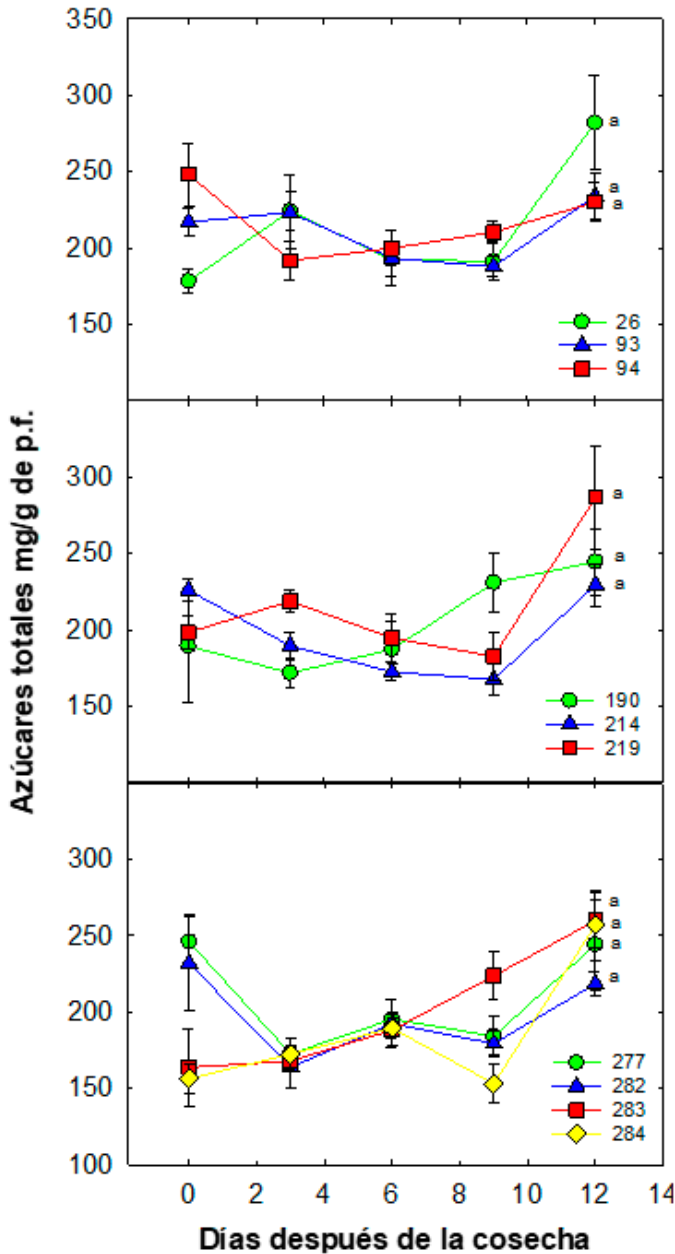 350
300
a
250
a
a
200
150
26
93
94
300
a
250
a
a
200
150
190
214
219
300
a
a
250
a
a
200
150
277
282
283
284
100
0 2 4 6 8 10 12 14
Azúcares totales mg/g de p.f.
Días después de la cosecha